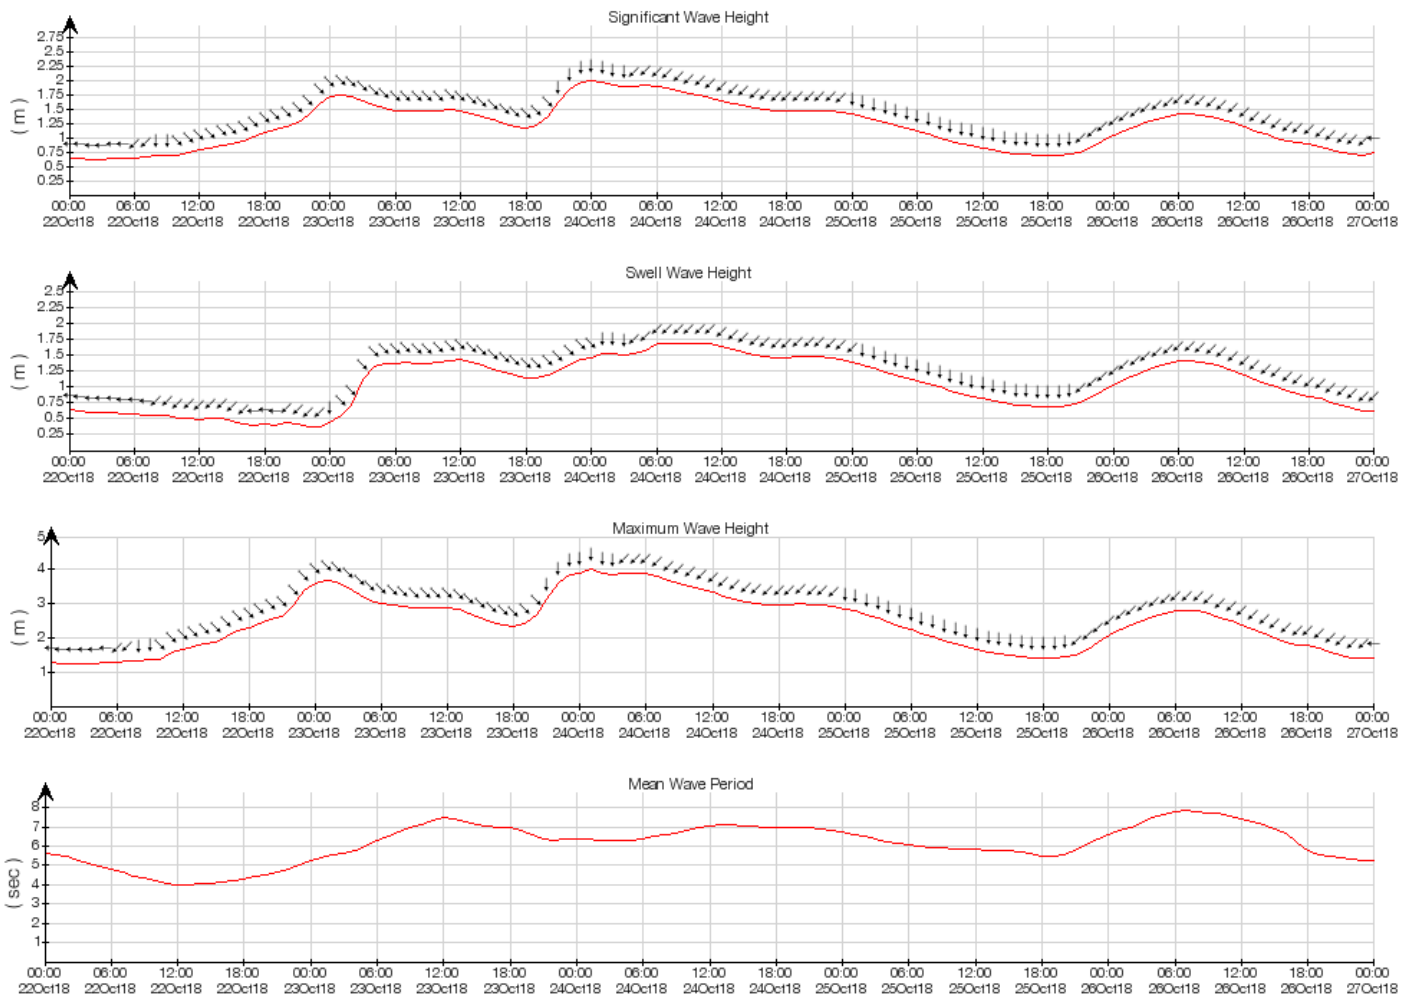 Significant Wave Height
2.75
2.5
2.25
2
1.75
1.5
1.25
1
0.75
0.5
0.25
( m )
00:00 06:00 12:00 18:00 00:00 06:00 12:00 18:00 00:00 06:00 12:00 18:00 00:00 06:00 12:00 18:00 00:00 06:00 12:00 18:00 00:00
22Oct18 22Oct18 22Oct18 22Oct18 23Oct18 23Oct18 23Oct18 23Oct18 24Oct18 24Oct18 24Oct18 24Oct18 25Oct18 25Oct18 25Oct18 25Oct18 26Oct18 26Oct18 26Oct18 26Oct18 27Oct18
Swell Wave Height
2.5
2.25
2
1.75
1.5
1.25
1
0.75
0.5
0.25
( m )
00:00 06:00 12:00 18:00 00:00 06:00 12:00 18:00 00:00 06:00 12:00 18:00 00:00 06:00 12:00 18:00 00:00 06:00 12:00 18:00 00:00
22Oct18 22Oct18 22Oct18 22Oct18 23Oct18 23Oct18 23Oct18 23Oct18 24Oct18 24Oct18 24Oct18 24Oct18 25Oct18 25Oct18 25Oct18 25Oct18 26Oct18 26Oct18 26Oct18 26Oct18 27Oct18
Maximum Wave Height
5
4
3
2
1
( m )
00:00 06:00 12:00 18:00 00:00 06:00 12:00 18:00 00:00 06:00 12:00 18:00 00:00 06:00 12:00 18:00 00:00 06:00 12:00 18:00 00:00
22Oct18 22Oct18 22Oct18 22Oct18 23Oct18 23Oct18 23Oct18 23Oct18 24Oct18 24Oct18 24Oct18 24Oct18 25Oct18 25Oct18 25Oct18 25Oct18 26Oct18 26Oct18 26Oct18 26Oct18 27Oct18
Mean Wave Period
8
7
6
5
4
3
2
1
( sec )
00:00 06:00 12:00 18:00 00:00 06:00 12:00 18:00 00:00 06:00 12:00 18:00 00:00 06:00 12:00 18:00 00:00 06:00 12:00 18:00 00:00
22Oct18 22Oct18 22Oct18 22Oct18 23Oct18 23Oct18 23Oct18 23Oct18 24Oct18 24Oct18 24Oct18 24Oct18 25Oct18 25Oct18 25Oct18 25Oct18 26Oct18 26Oct18 26Oct18 26Oct18 27Oct18